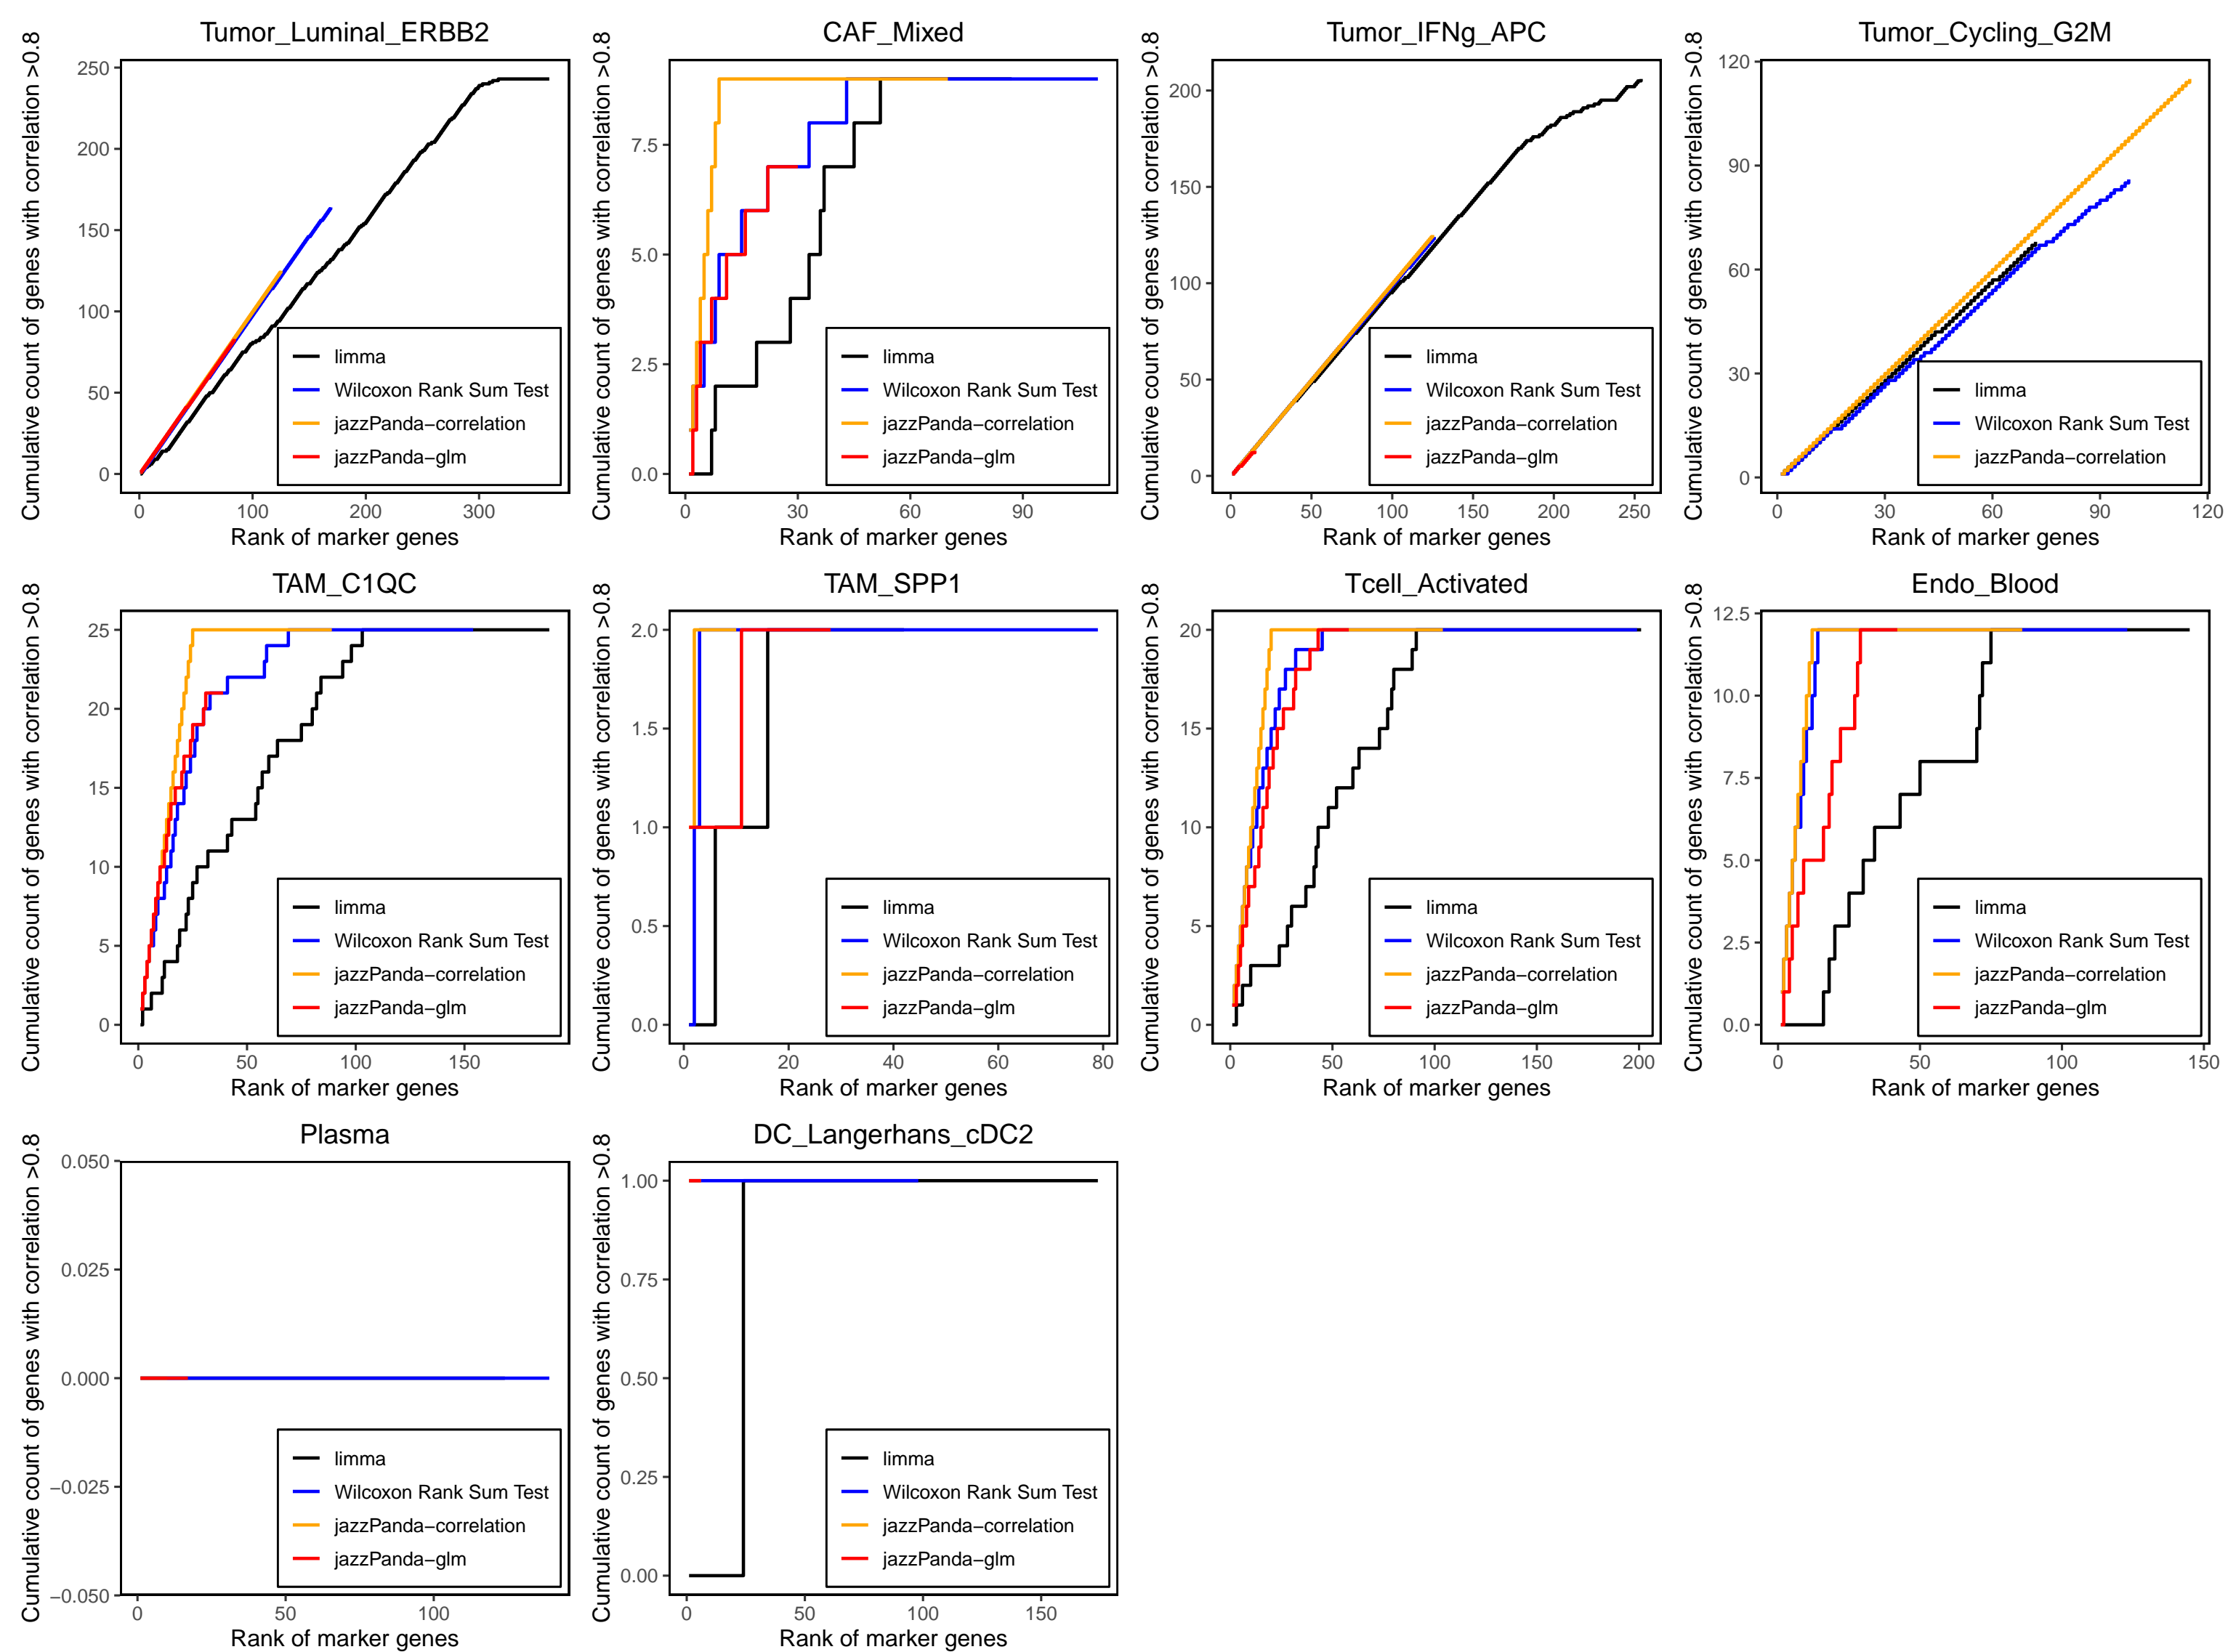 Tumor_Luminal_ERBB2
Cumulative count of genes with correlation >0.8
250
200
150
100
50
0
limma
Wilcoxon Rank Sum Test
jazzPanda−correlation
jazzPanda−glm
0 100 200 300
Rank of marker genes
CAF_Mixed
Cumulative count of genes with correlation >0.8
7.5
5.0
2.5
0.0
limma
Wilcoxon Rank Sum Test
jazzPanda−correlation
jazzPanda−glm
0 30 60 90
Rank of marker genes
Tumor_IFNg_APC
Cumulative count of genes with correlation >0.8
200
150
100
50
0
limma
Wilcoxon Rank Sum Test
jazzPanda−correlation
jazzPanda−glm
0 50 100 150 200 250
Rank of marker genes
Tumor_Cycling_G2M
Cumulative count of genes with correlation >0.8
120
90
60
30
0
limma
Wilcoxon Rank Sum Test
jazzPanda−correlation
0 30 60 90 120
Rank of marker genes
TAM_C1QC
Cumulative count of genes with correlation >0.8
25
20
15
10
5
0
limma
Wilcoxon Rank Sum Test
jazzPanda−correlation
jazzPanda−glm
0 50 100 150
Rank of marker genes
TAM_SPP1
Cumulative count of genes with correlation >0.8
2.0
1.5
1.0
0.5
0.0
limma
Wilcoxon Rank Sum Test
jazzPanda−correlation
jazzPanda−glm
0 20 40 60 80
Rank of marker genes
Tcell_Activated
Cumulative count of genes with correlation >0.8
20
15
10
5
0
limma
Wilcoxon Rank Sum Test
jazzPanda−correlation
jazzPanda−glm
0 50 100 150 200
Rank of marker genes
Endo_Blood
Cumulative count of genes with correlation >0.8
12.5
10.0
7.5
5.0
2.5
0.0
limma
Wilcoxon Rank Sum Test
jazzPanda−correlation
jazzPanda−glm
0 50 100 150
Rank of marker genes
Plasma
Cumulative count of genes with correlation >0.8
0.050
0.025
0.000
−0.025
−0.050
limma
Wilcoxon Rank Sum Test
jazzPanda−correlation
jazzPanda−glm
0 50 100
Rank of marker genes
DC_Langerhans_cDC2
Cumulative count of genes with correlation >0.8
1.00
0.75
0.50
0.25
0.00
limma
Wilcoxon Rank Sum Test
jazzPanda−correlation
jazzPanda−glm
0 50 100 150
Rank of marker genes